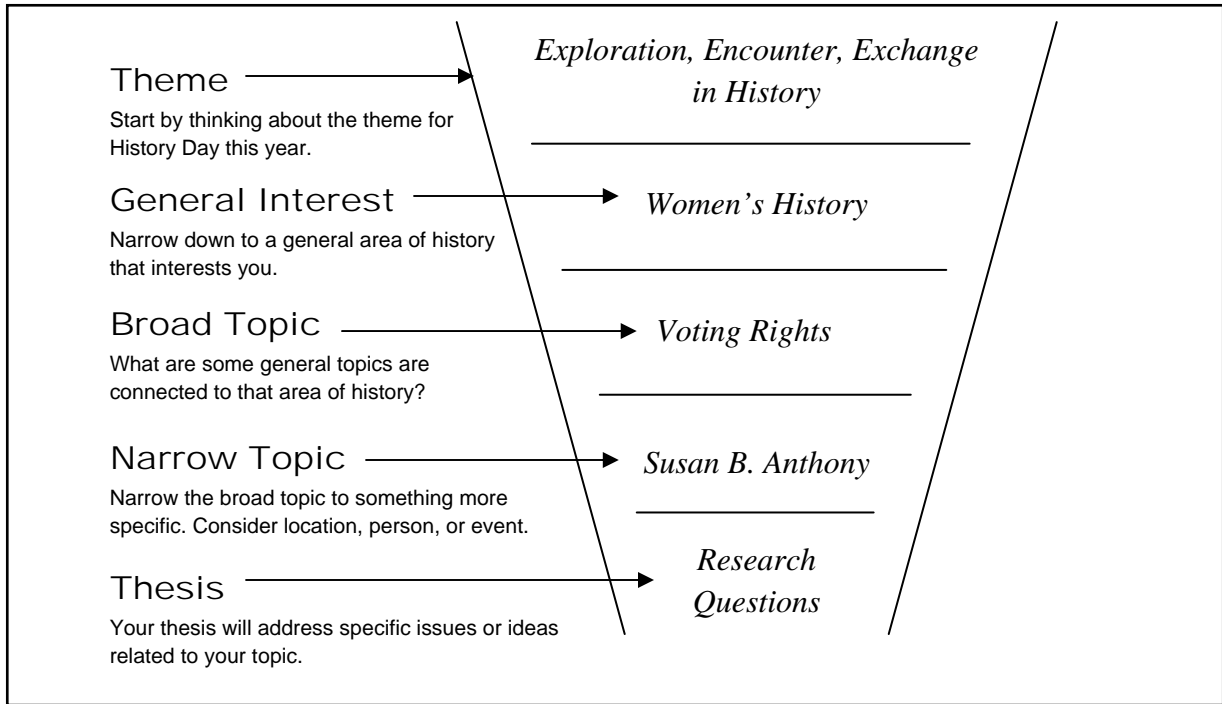 Theme
Start by thinking about the theme for
History Day this year.
Exploration, Encounter, Exchange
in History
General Interest
Narrow down to a general area of history
that interests you.
Women’s History
Broad Topic
What are some general topics are
connected to that area of history?
Voting Rights
Narrow Topic
Narrow the broad topic to something more
specific. Consider location, person, or event.
Susan B. Anthony
Thesis
Your thesis will address specific issues or ideas
related to your topic.
Research
Questions